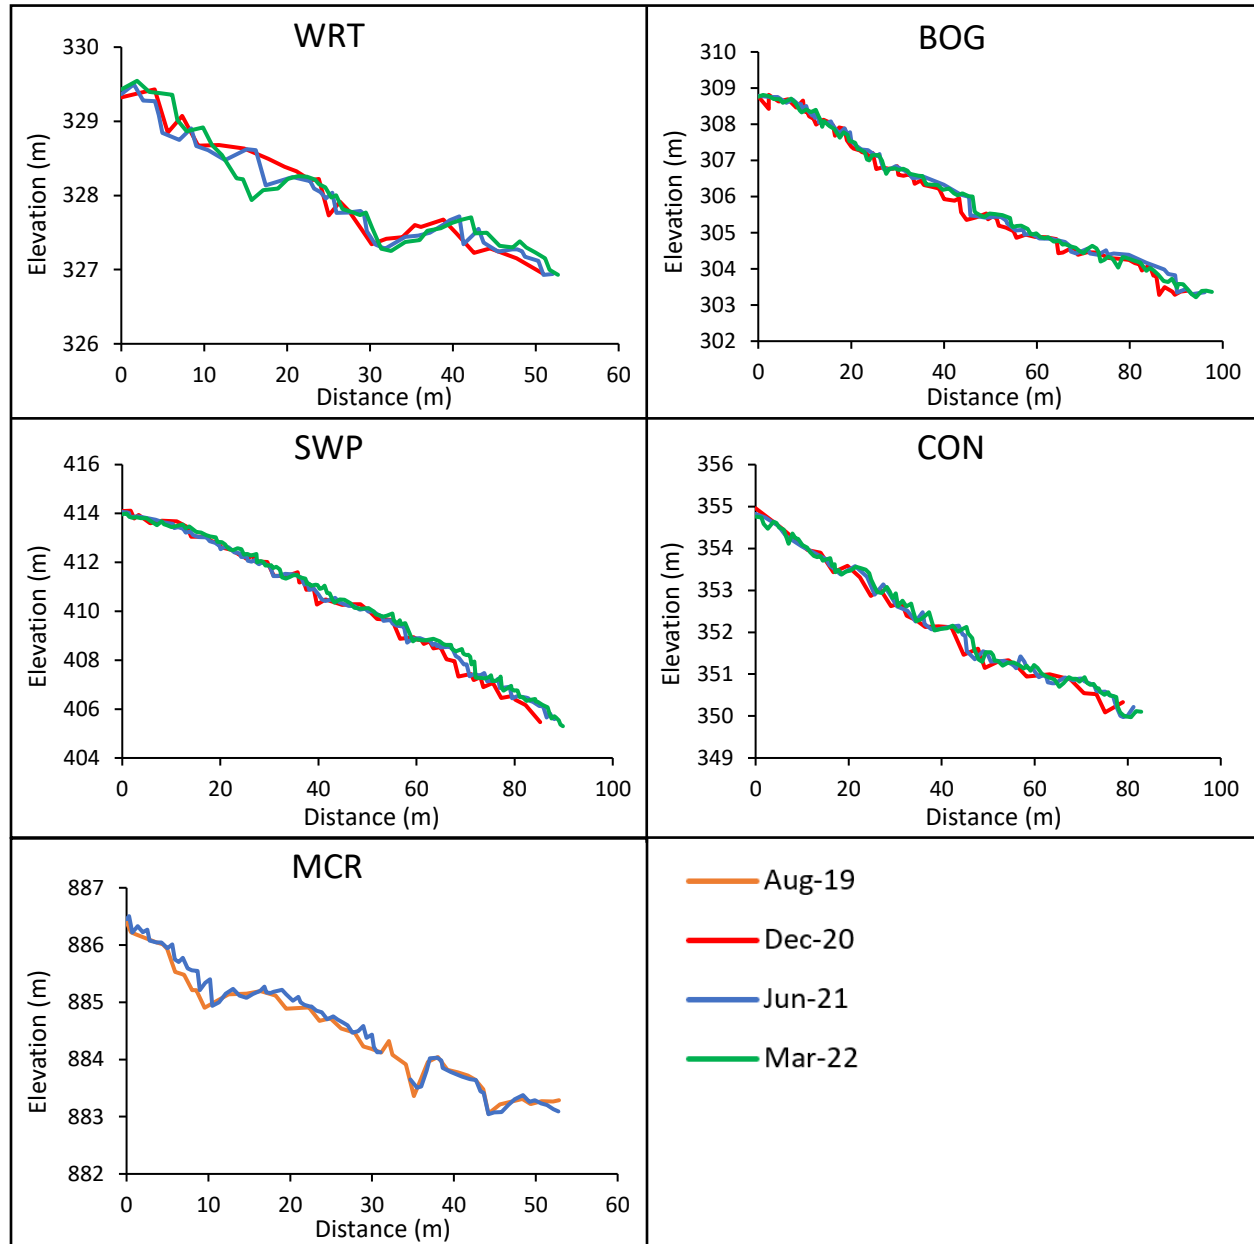 WRT
330
329
328
327
326
Elevation (m)
0 10 20 30 40 50 60
Distance (m)
BOG
310
309
308
307
306
305
304
303
302
Elevation (m)
0 20 40 60 80 100
Distance (m)
SWP
416
414
412
410
408
406
404
Elevation (m)
0 20 40 60 80 100
Distance (m)
CON
356
355
354
353
352
351
350
349
Elevation (m)
0 20 40 60 80 100
Distance (m)
MCR
887
886
885
884
883
882
Elevation (m)
0 10 20 30 40 50 60
Distance (m)
Aug-19
Dec-20
Jun-21
Mar-22